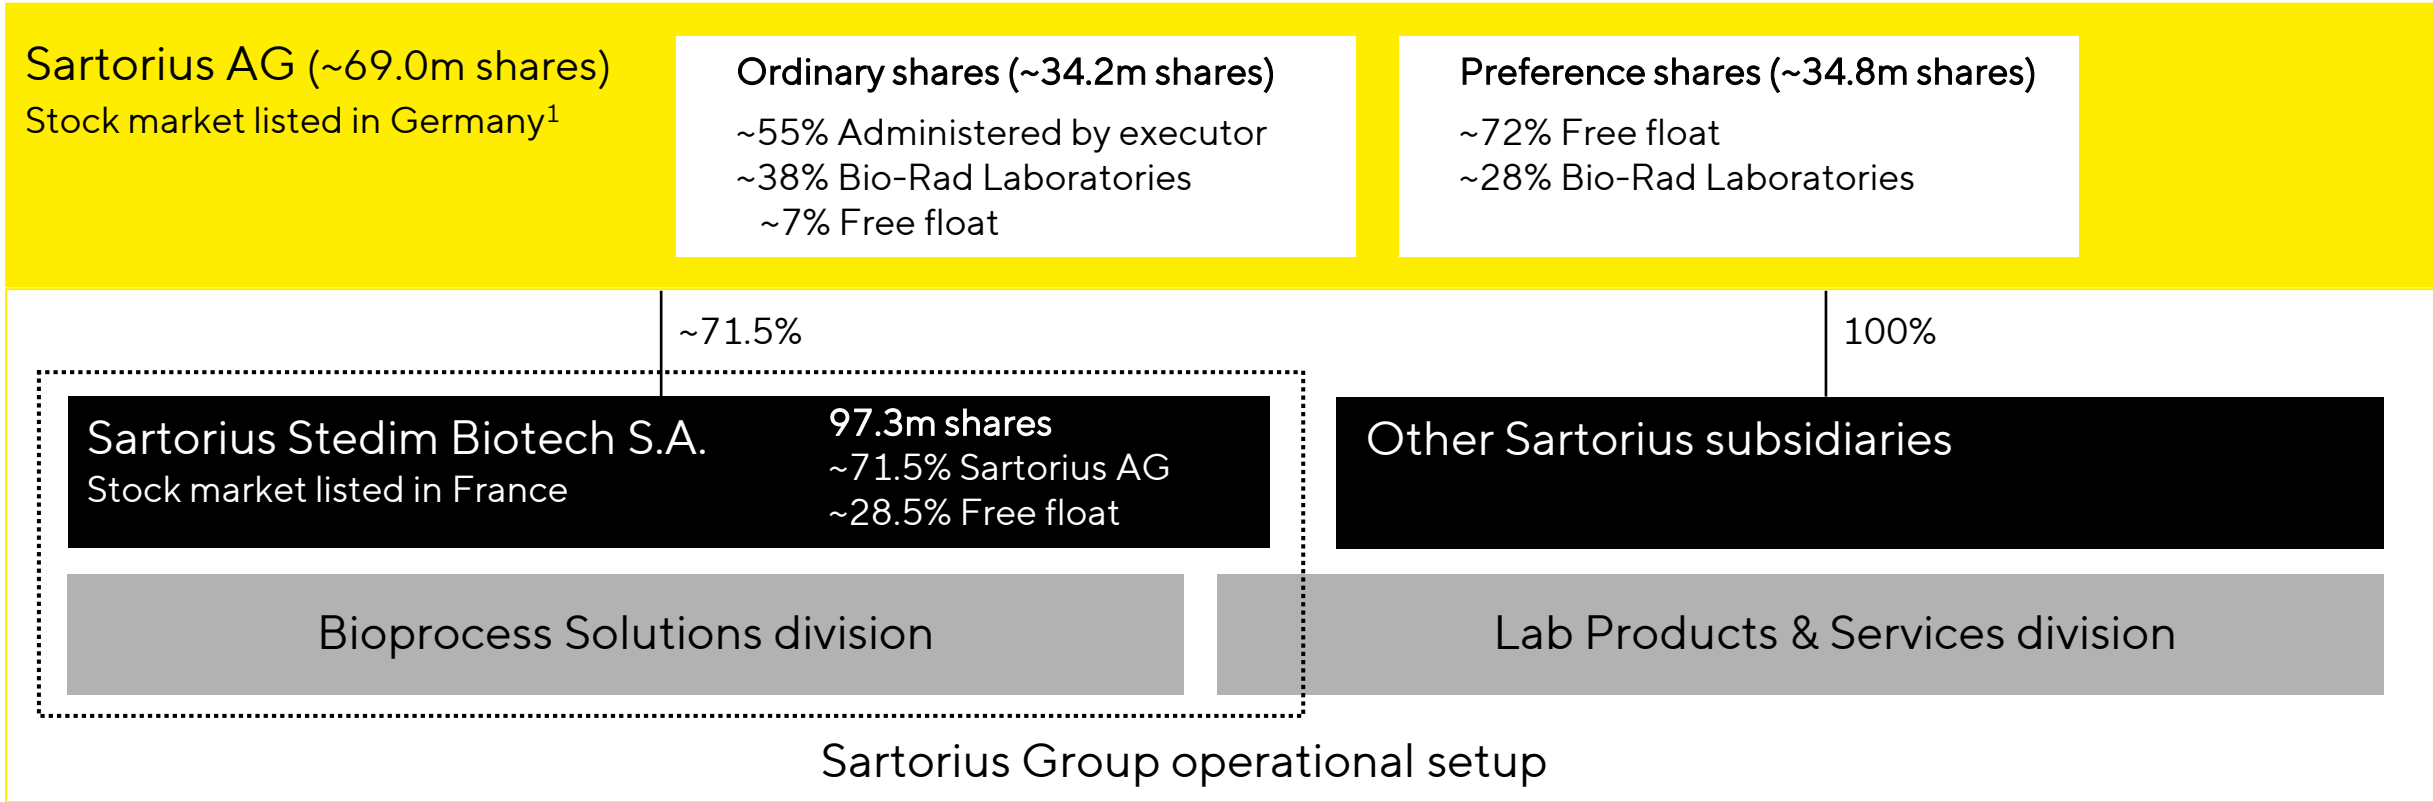 Sartorius AG (~69.0m shares)
Stock market listed in Germany¹
Ordinary shares (~34.2m shares)
~55% Administered by executor
~38% Bio-Rad Laboratories
~7% Free float
Preference shares (~34.8m shares)
~72% Free float
~28% Bio-Rad Laboratories
~71.5%
100%
Sartorius Stedim Biotech S.A.
Stock market listed in France
97.3m shares
~71.5% Sartorius AG
~28.5% Free float
Other Sartorius subsidiaries
Bioprocess Solutions division
Lab Products & Services division
Sartorius Group operational setup